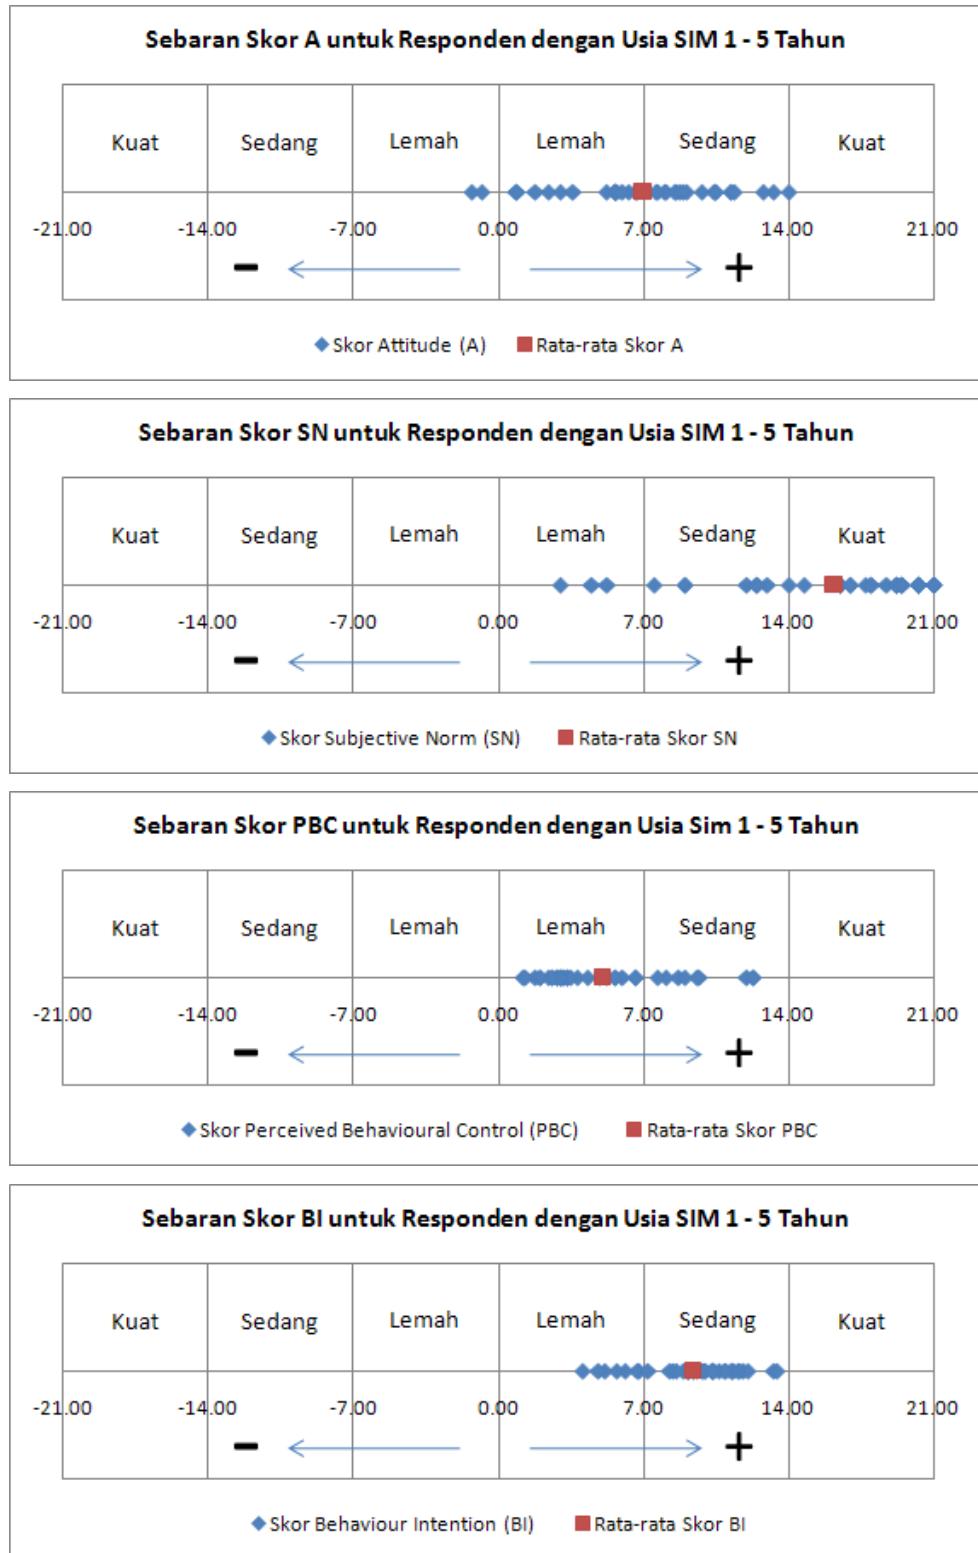 Sebaran Skor A untuk Responden dengan Usia SIM 1 - 5 Tahun
Kuat Sedang Lemah Lemah Sedang Kuat
-21.00 -14.00 -7.00 0.00 7.00 14.00 21.00
− +
Skor Attitude (A) Rata-rata Skor A
Sebaran Skor SN untuk Responden dengan Usia SIM 1 - 5 Tahun
Kuat Sedang Lemah Lemah Sedang Kuat
-21.00 -14.00 -7.00 0.00 7.00 14.00 21.00
− +
Skor Subjective Norm (SN) Rata-rata Skor SN
Sebaran Skor PBC untuk Responden dengan Usia Sim 1 - 5 Tahun
Kuat Sedang Lemah Lemah Sedang Kuat
-21.00 -14.00 -7.00 0.00 7.00 14.00 21.00
− +
Skor Perceived Behavioural Control (PBC) Rata-rata Skor PBC
Sebaran Skor BI untuk Responden dengan Usia SIM 1 - 5 Tahun
Kuat Sedang Lemah Lemah Sedang Kuat
-21.00 -14.00 -7.00 0.00 7.00 14.00 21.00
− +
Skor Behaviour Intention (BI) Rata-rata Skor BI